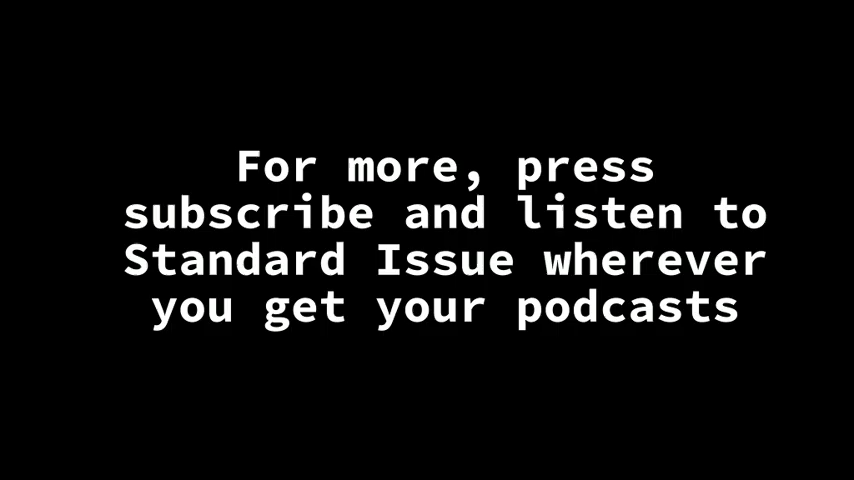 For more, press
subscribe and listen to
Standard Issue wherever
you get your podcasts